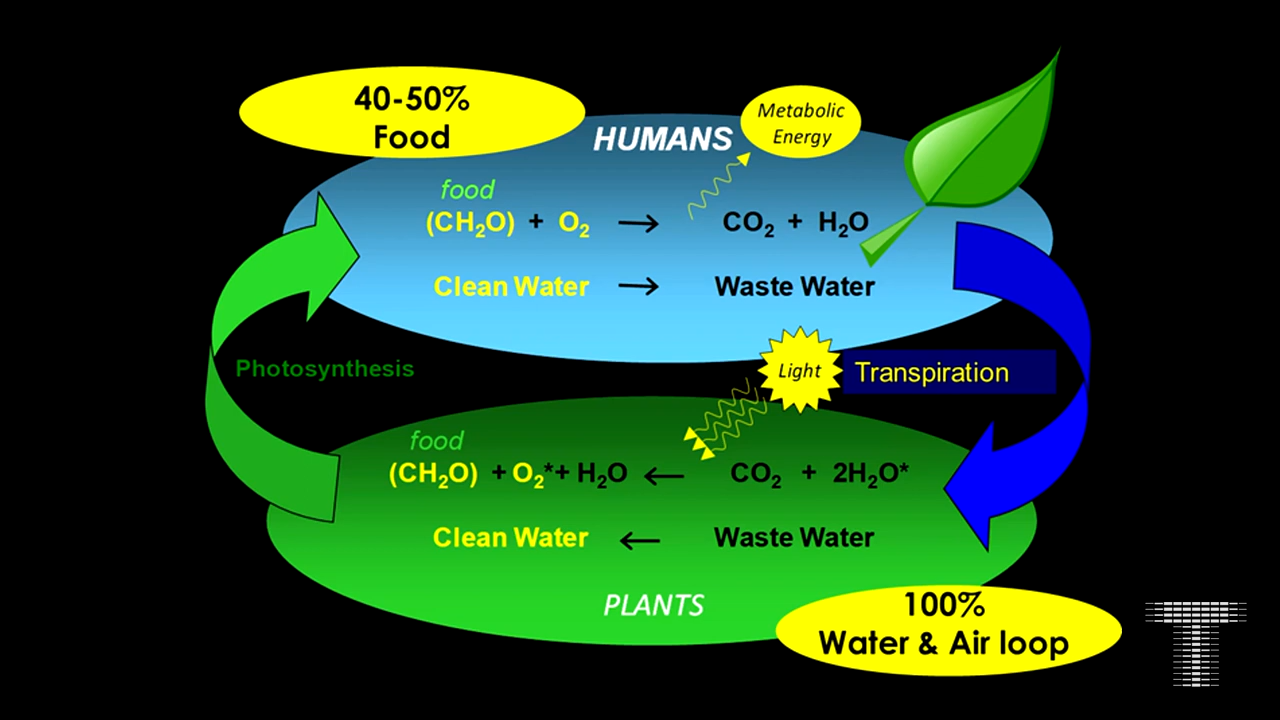 40-50%
Food
HUMANS
Metabolic
Energy
food
(CH₂O) + O₂ → CO₂ + H₂O
Clean Water → Waste Water
Photosynthesis
Light
Transpiration
food
(CH₂O) + O₂*+ H₂O ← CO₂ + 2H₂O*
Clean Water ← Waste Water
PLANTS
100%
Water & Air loop
T